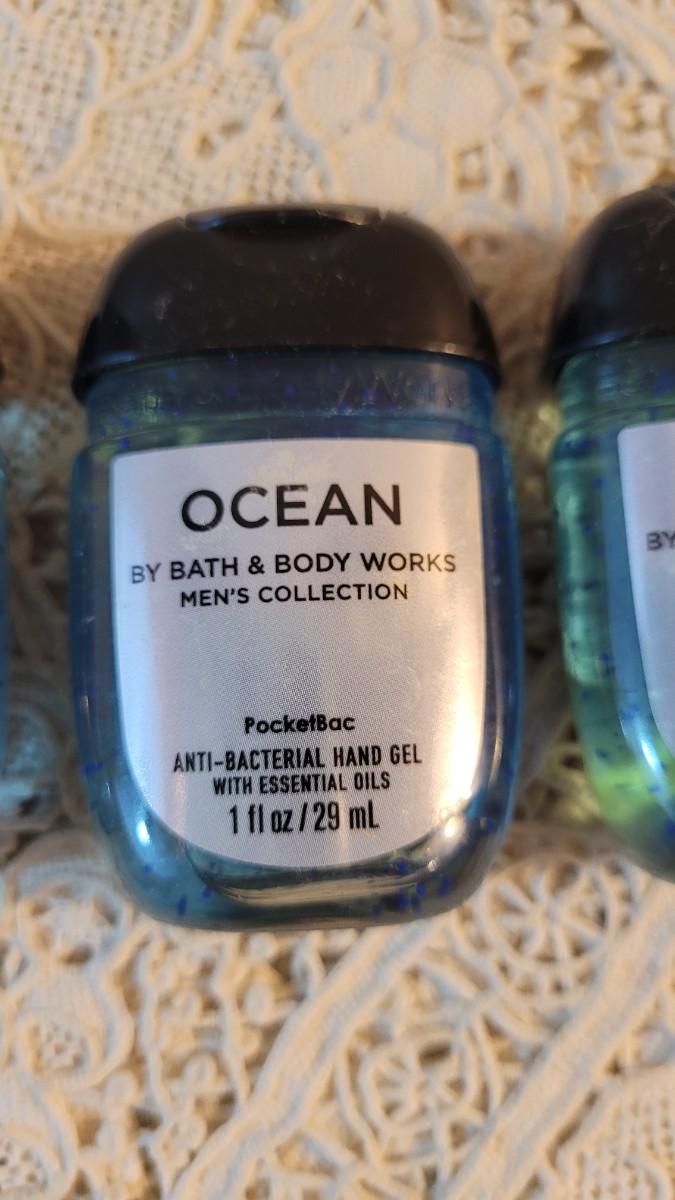 OCEAN
BY BATH & BODY WORKS
MEN'S COLLECTION
PocketBac
ANTI-BACTERIAL HAND GEL
WITH ESSENTIAL OILS
1 fl oz / 29 mL
BY